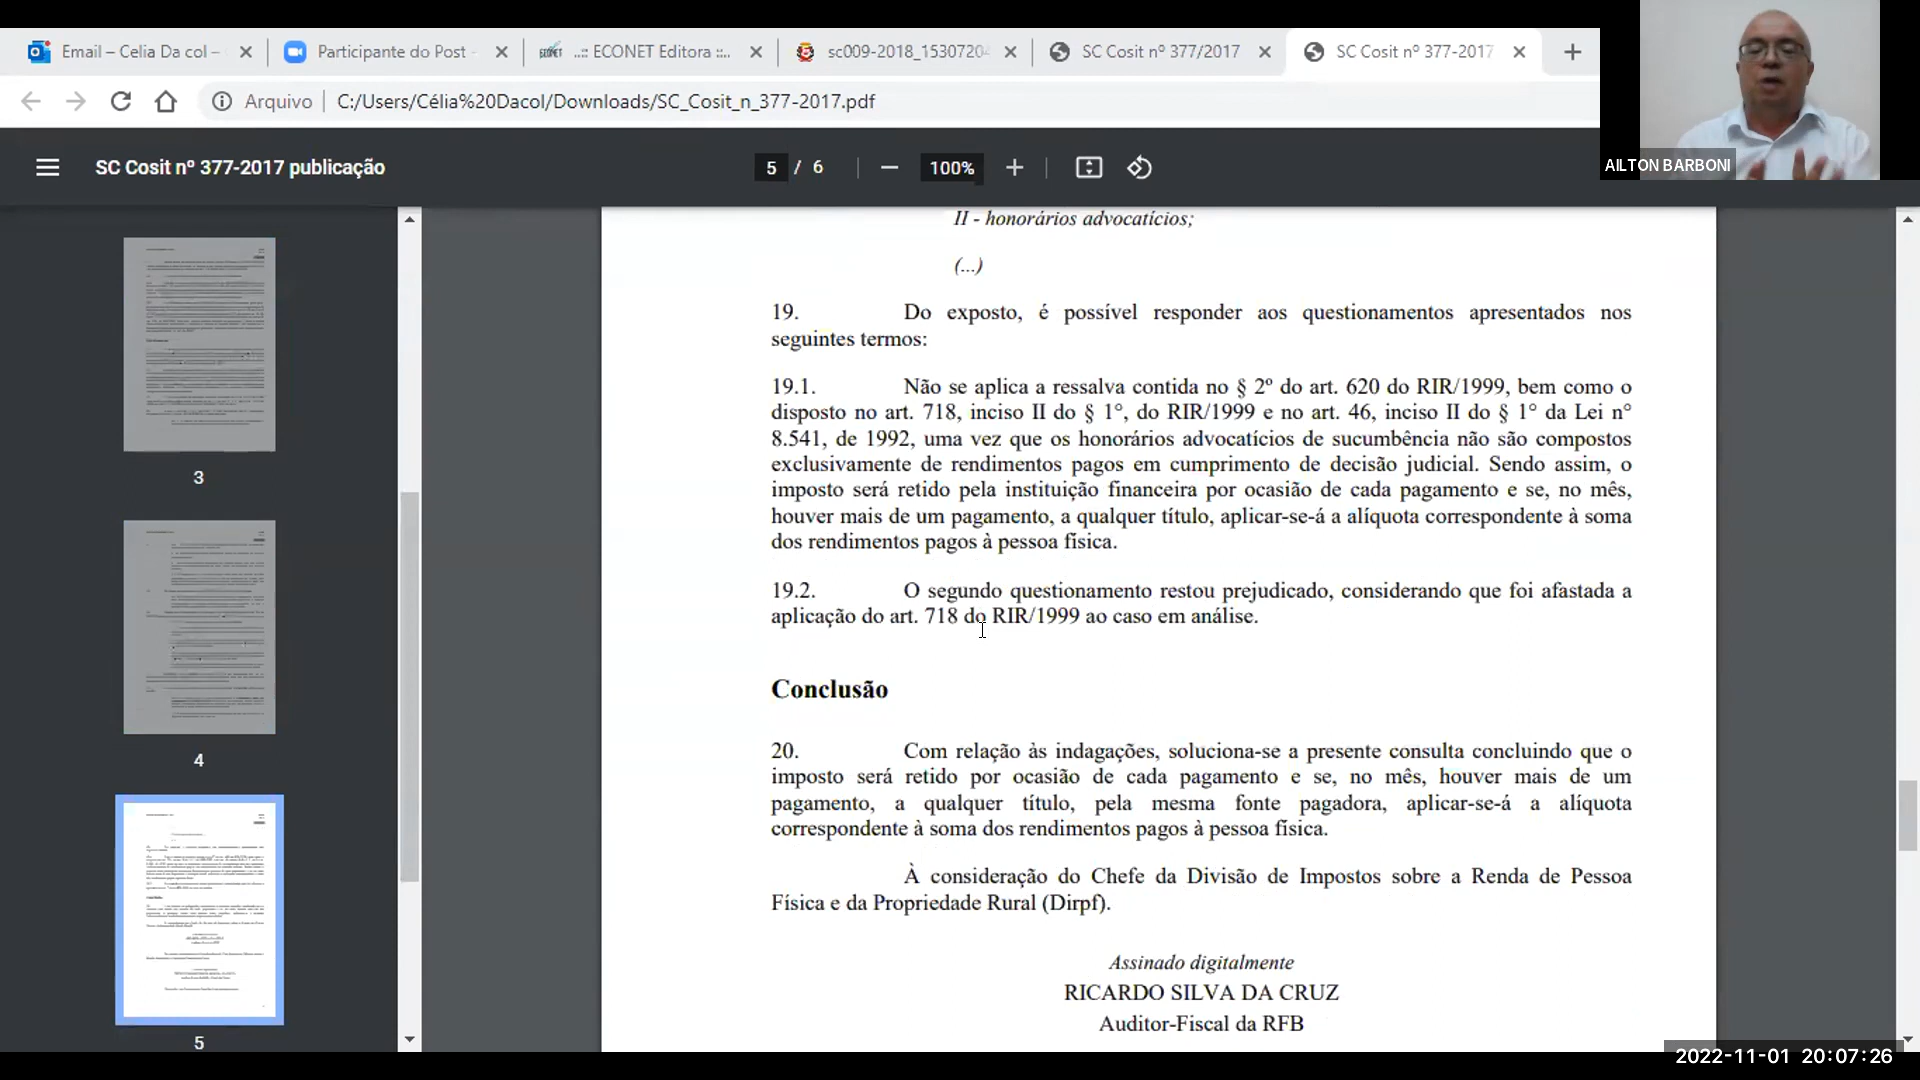 Email – Celia Da col –
Participante do Post -
ECONET
..:: ECONET Editora ::..
sc009-2018_1530720
SC Cosit nº 377/2017
SC Cosit nº 377-2017
Arquivo
C:/Users/Célia%20Dacol/Downloads/SC_Cosit_n_377-2017.pdf
AILTON BARBONI
SC Cosit nº 377-2017 publicação
5 / 6
100%
3
4
5
II - honorários advocatícios;
(...)
19. Do exposto, é possível responder aos questionamentos apresentados nos
seguintes termos:
19.1. Não se aplica a ressalva contida no § 2º do art. 620 do RIR/1999, bem como o
disposto no art. 718, inciso II do § 1°, do RIR/1999 e no art. 46, inciso II do § 1° da Lei n°
8.541, de 1992, uma vez que os honorários advocatícios de sucumbência não são compostos
exclusivamente de rendimentos pagos em cumprimento de decisão judicial. Sendo assim, o
imposto será retido pela instituição financeira por ocasião de cada pagamento e se, no mês,
houver mais de um pagamento, a qualquer título, aplicar-se-á a alíquota correspondente à soma
dos rendimentos pagos à pessoa física.
19.2. O segundo questionamento restou prejudicado, considerando que foi afastada a
aplicação do art. 718 do RIR/1999 ao caso em análise.
Conclusão
20. Com relação às indagações, soluciona-se a presente consulta concluindo que o
imposto será retido por ocasião de cada pagamento e se, no mês, houver mais de um
pagamento, a qualquer título, pela mesma fonte pagadora, aplicar-se-á a alíquota
correspondente à soma dos rendimentos pagos à pessoa física.
À consideração do Chefe da Divisão de Impostos sobre a Renda de Pessoa
Física e da Propriedade Rural (Dirpf).
Assinado digitalmente
RICARDO SILVA DA CRUZ
Auditor-Fiscal da RFB
2022-11-01 20:07:26